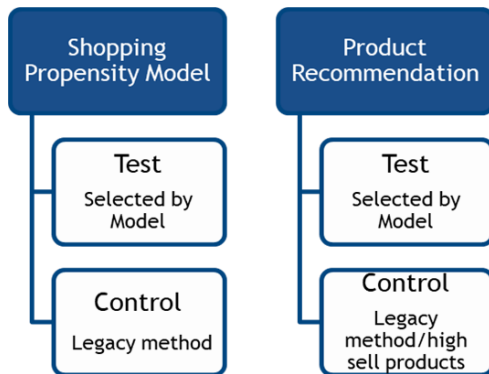 Shopping
Propensity Model
Test
Selected by
Model
Control
Legacy method
Product
Recommendation
Test
Selected by
Model
Control
Legacy
method/high
sell products